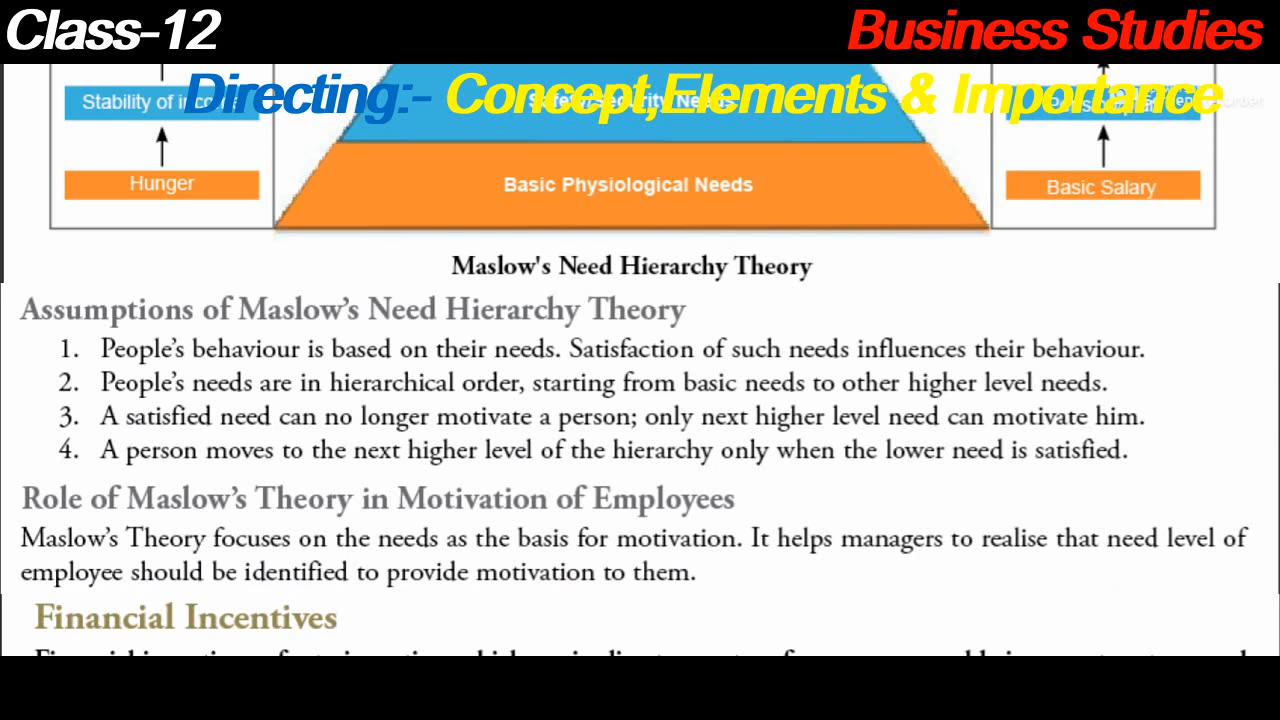 Class-12
Business Studies
Directing:- Concept,Elements & Importance
Stability of income
Safety/Security Needs
Hunger
Basic Physiological Needs
Basic Salary
Maslow's Need Hierarchy Theory
Assumptions of Maslow’s Need Hierarchy Theory
1. People’s behaviour is based on their needs. Satisfaction of such needs influences their behaviour.
2. People’s needs are in hierarchical order, starting from basic needs to other higher level needs.
3. A satisfied need can no longer motivate a person; only next higher level need can motivate him.
4. A person moves to the next higher level of the hierarchy only when the lower need is satisfied.
Role of Maslow’s Theory in Motivation of Employees
Maslow’s Theory focuses on the needs as the basis for motivation. It helps managers to realise that need level of
employee should be identified to provide motivation to them.
Financial Incentives